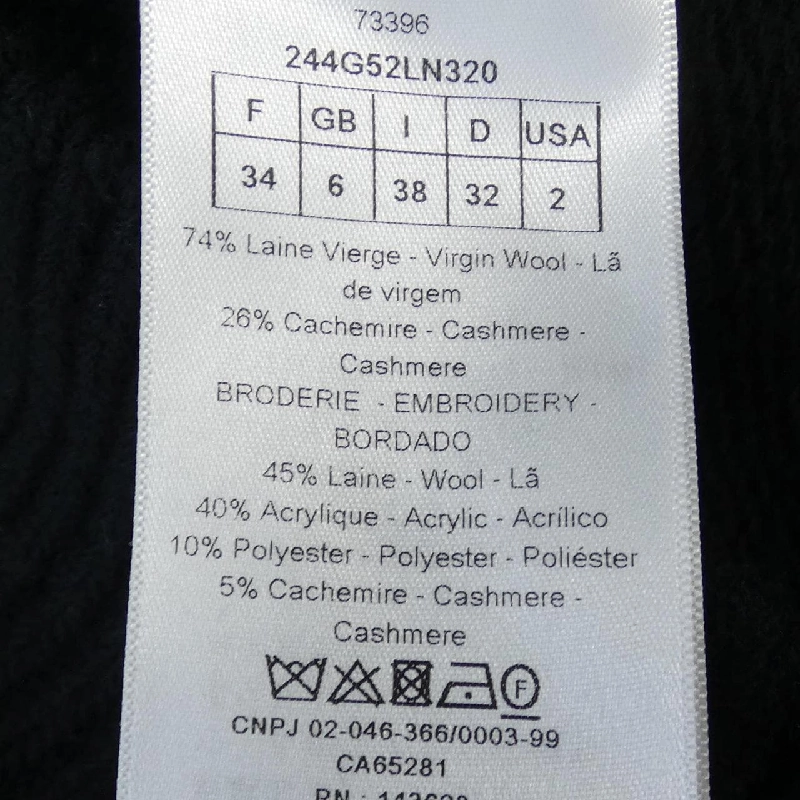 73396
244G52LN320
F GB I D USA
34 6 38 32 2
74% Laine Vierge - Virgin Wool - Lã
de virgem
26% Cachemire - Cashmere -
Cashmere
BRODERIE - EMBROIDERY -
BORDADO
45% Laine - Wool - Lã
40% Acrylique - Acrylic - Acrílico
10% Polyester - Polyester - Poliéster
5% Cachemire - Cashmere -
Cashmere
F
CNPJ 02-046-366/0003-99
CA65281
RN :